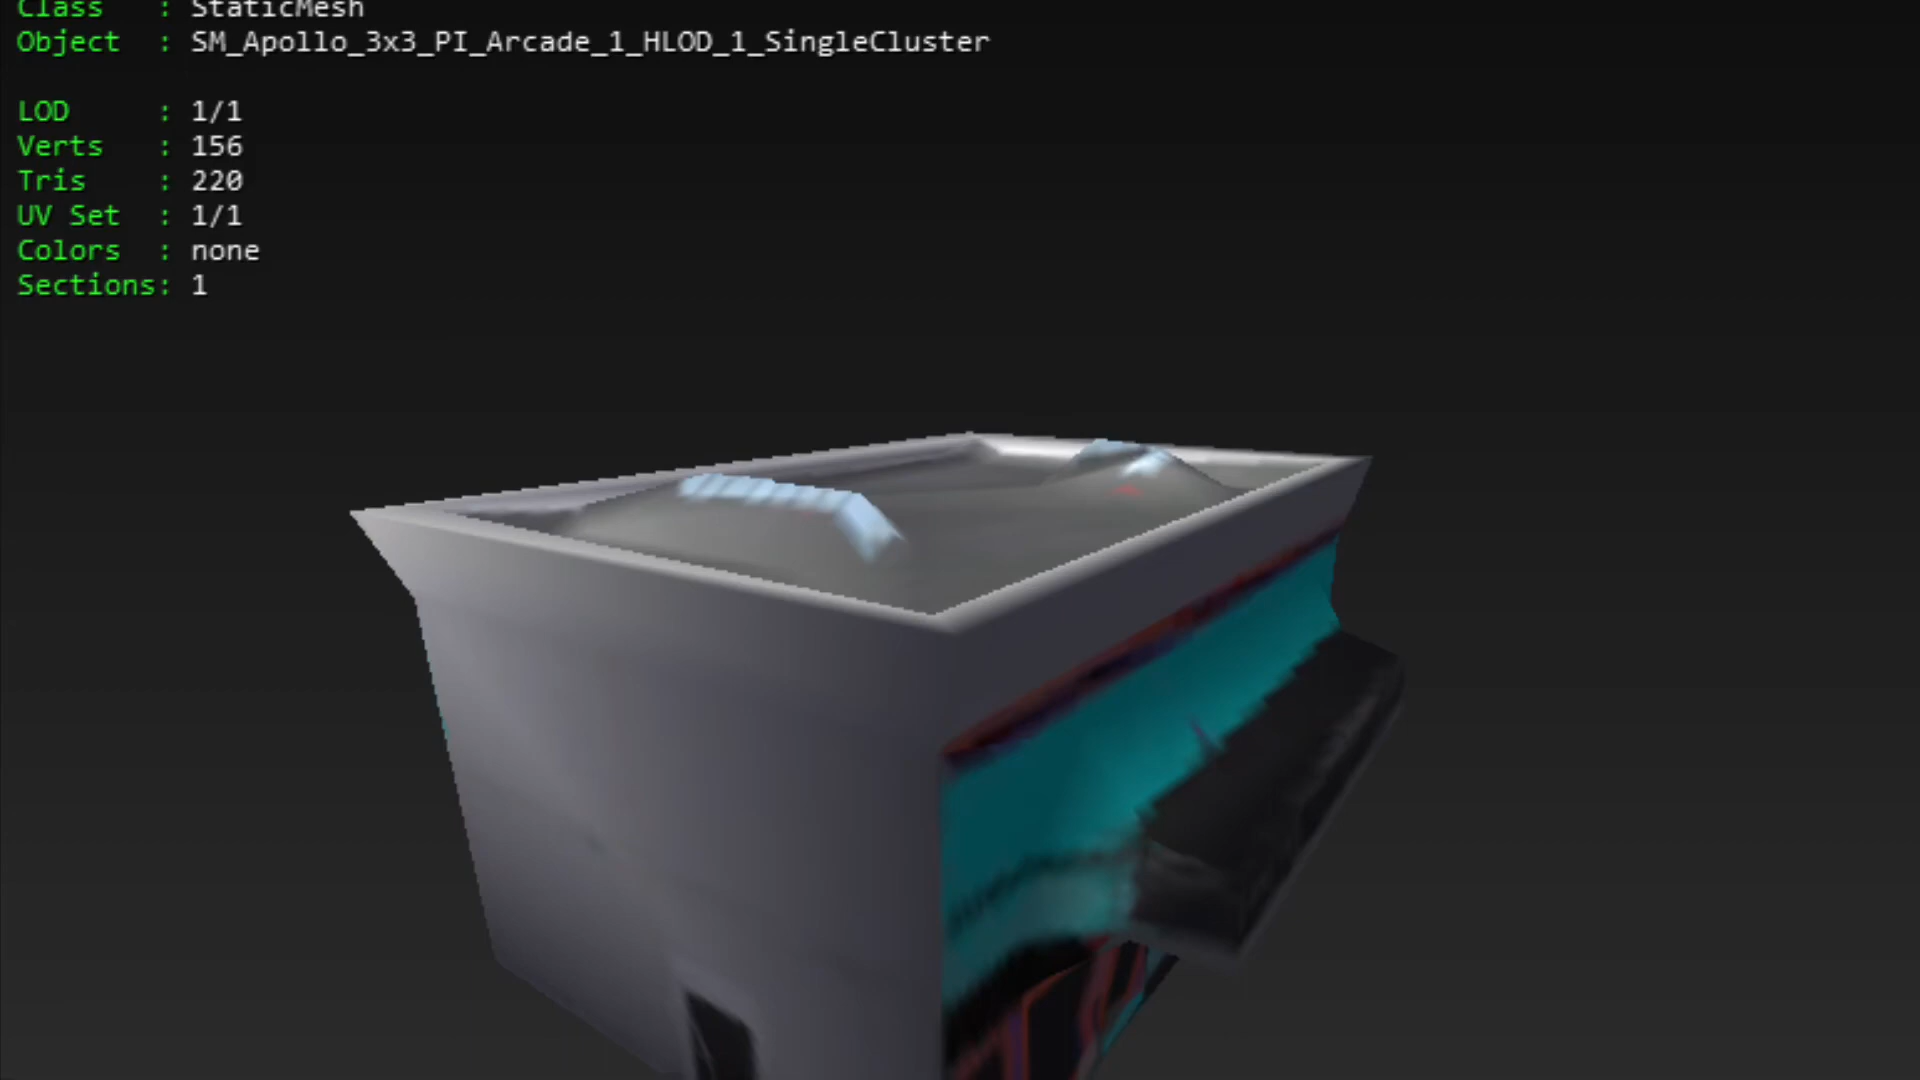 Class : StaticMesh
Object : SM_Apollo_3x3_PI_Arcade_1_HLOD_1_SingleCluster
LOD : 1/1
Verts : 156
Tris : 220
UV Set : 1/1
Colors : none
Sections: 1